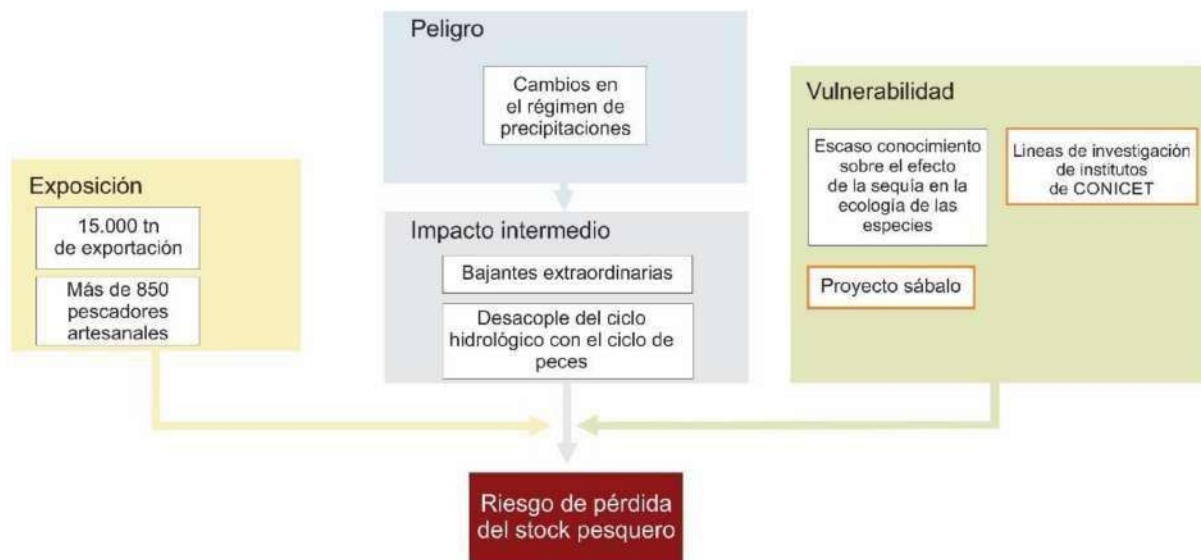 Peligro
Cambios en
el régimen de
precipitaciones
Exposición
15.000 tn
de exportación
Más de 850
pescadores
artesanales
Impacto intermedio
Bajantes extraordinarias
Desacople del ciclo
hidrológico con el ciclo de
peces
Vulnerabilidad
Escaso conocimiento
sobre el efecto
de la sequía en la
ecología de las
especies
Lineas de investigación
de institutos
de CONICET
Proyecto sábalo
Riesgo de pérdida
del stock pesquero